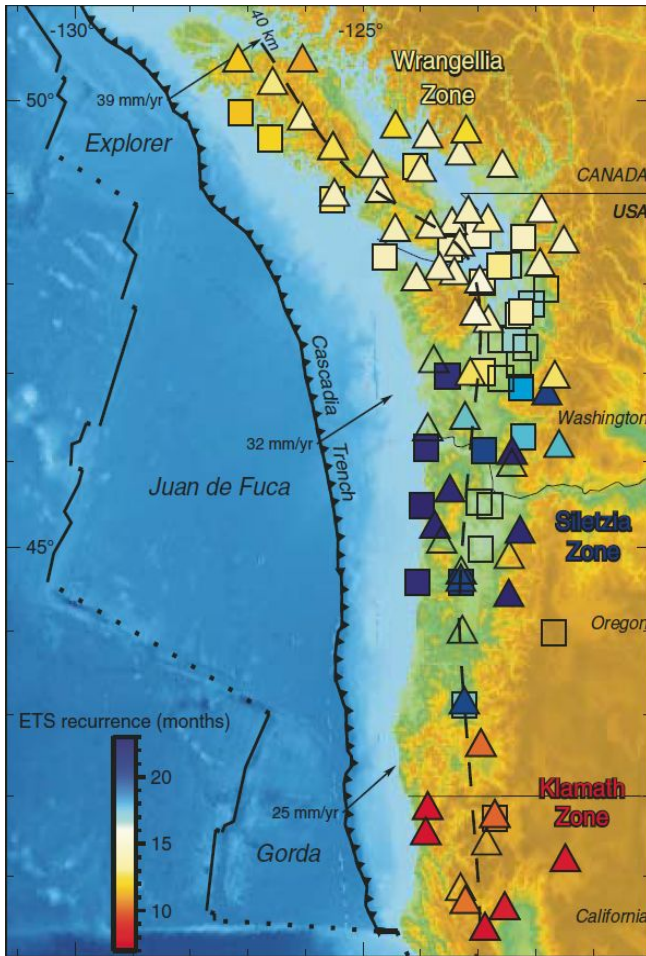 -130°
-125°
40 km
Wrangellia
Zone
50°
39 mm/yr
Explorer
CANADA
USA
Cascadia
Trench
Washington
32 mm/yr
Juan de Fuca
Siletzia
Zone
45°
Oregon
ETS recurrence (months)
20
15
10
25 mm/yr
Klamath
Zone
Gorda
California